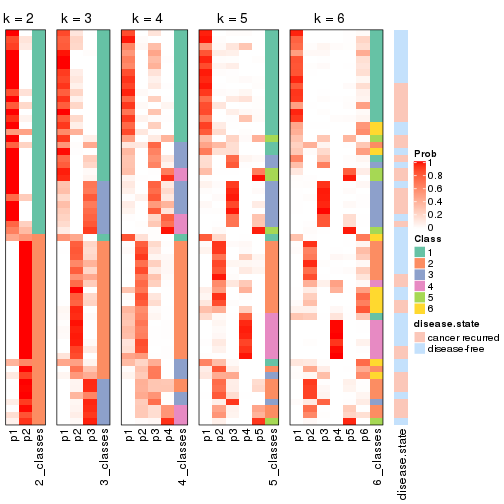 k = 2 k = 3 k = 4 k = 5 k = 6
Prob
1
0.8
0.6
0.4
0.2
0
Class
1
2
3
4
5
6
disease.state
cancer recurred
disease-free
p1 p2 2_classes p1 p2 p3 3_classes p1 p2 p3 p4 4_classes p1 p2 p3 p4 p5 5_classes p1 p2 p3 p4 p5 p6 6_classes disease.state